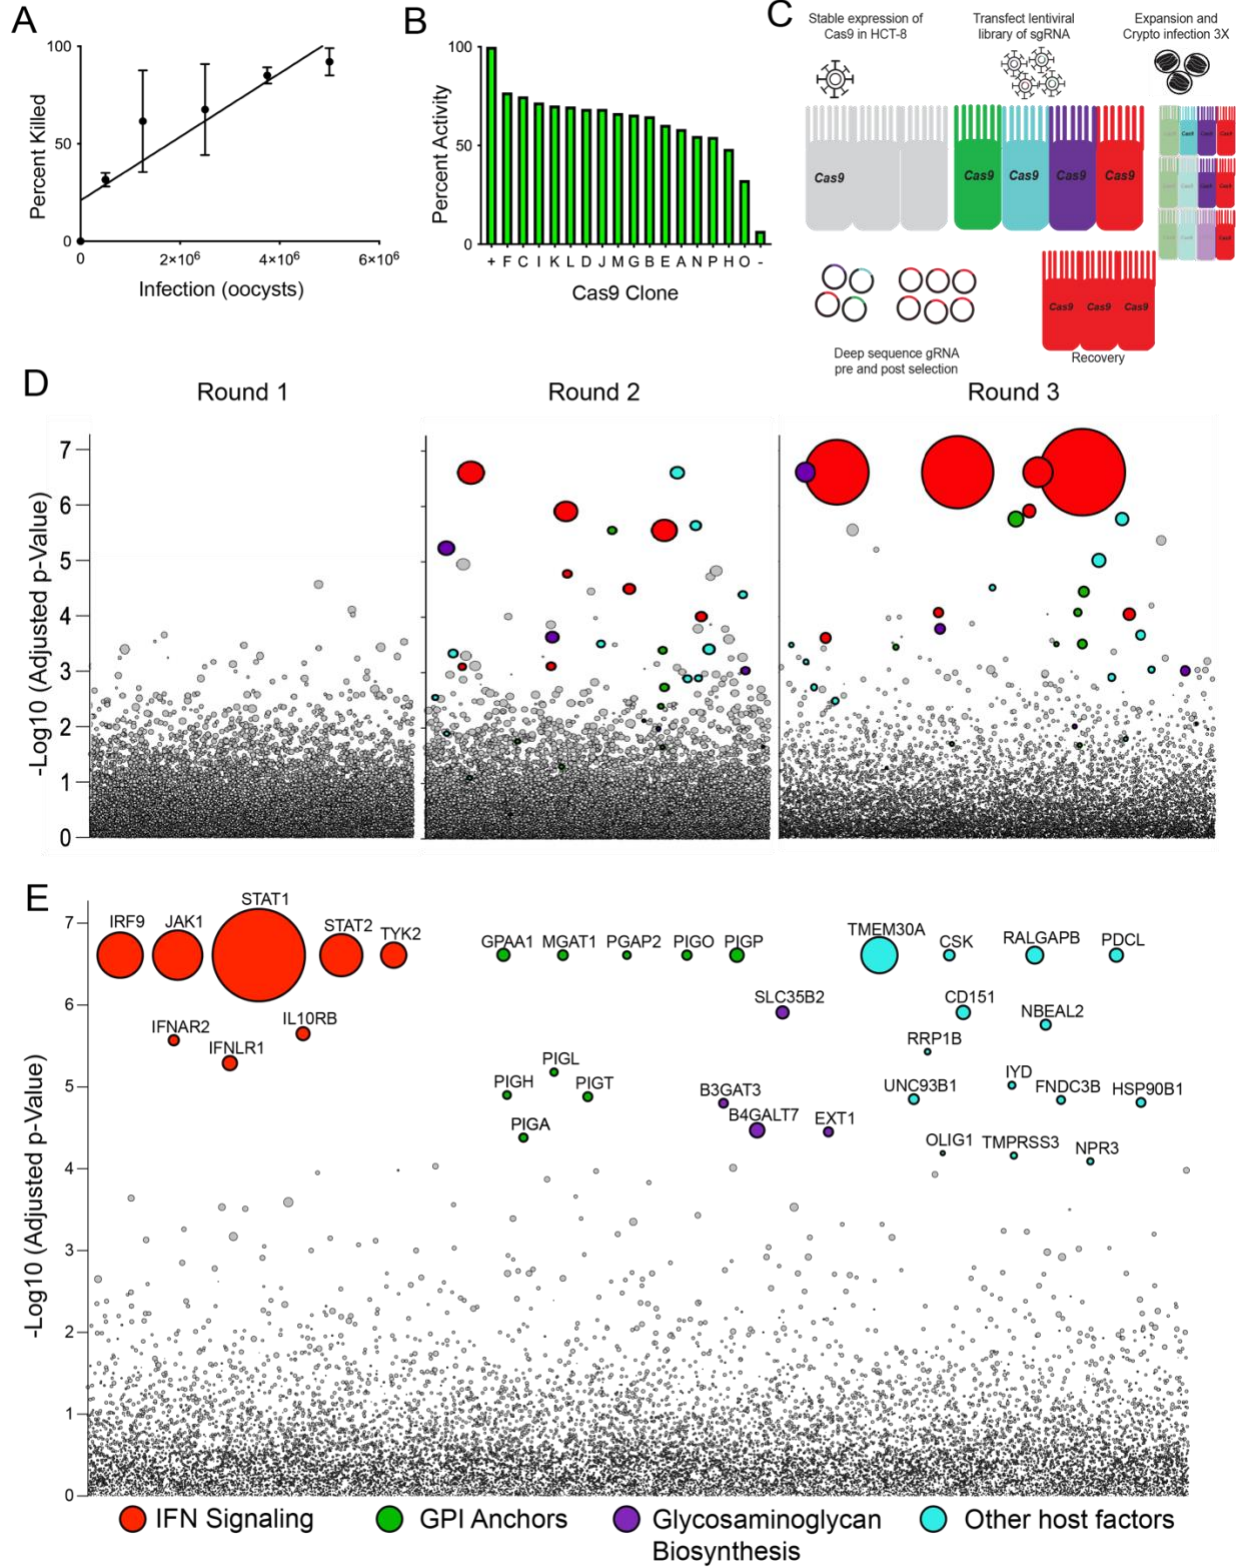 A
100
50
0
Percent Killed
2×10⁶
4×10⁶
6×10⁶
Infection (oocysts)
B
100
50
0
Percent Activity
+ F C I K L D J M G B E A N P H O -
Cas9 Clone
C
Stable expression of
Cas9 in HCT-8
Transfect lentiviral
library of sgRNA
Expansion and
Crypto infection 3X
Cas9
Cas9
Cas9
Cas9
Cas9
Cas9
Cas9
Cas9
Deep sequence gRNA
pre and post selection
Recovery
D
Round 1
Round 2
Round 3
-Log10 (Adjusted p-Value)
7
6
5
4
3
2
1
0
E
-Log10 (Adjusted p-Value)
7
6
5
4
3
2
1
0
STAT1
IRF9
JAK1
STAT2
TYK2
GPAA1
MGAT1
PGAP2
PIGO
PIGP
TMEM30A
CSK
RALGAPB
PDCL
SLC35B2
CD151
NBEAL2
IFNAR2
IL10RB
IFNLR1
RRP1B
PIGL
PIGH
PIGT
PIGA
B3GAT3
B4GALT7
EXT1
UNC93B1
IYD
FNDC3B
HSP90B1
OLIG1
TMPRSS3
NPR3
IFN Signaling
GPI Anchors
Glycosaminoglycan
Biosynthesis
Other host factors